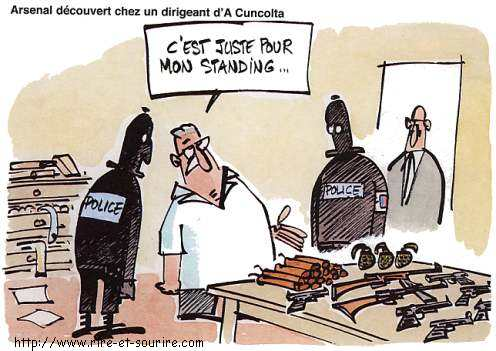 Arsenal découvert chez un dirigeant d'A Cuncolta
C'EST JUSTE POUR
MON STANDING...
POLICE
POLICE
http://www.rire-et-sourire.com